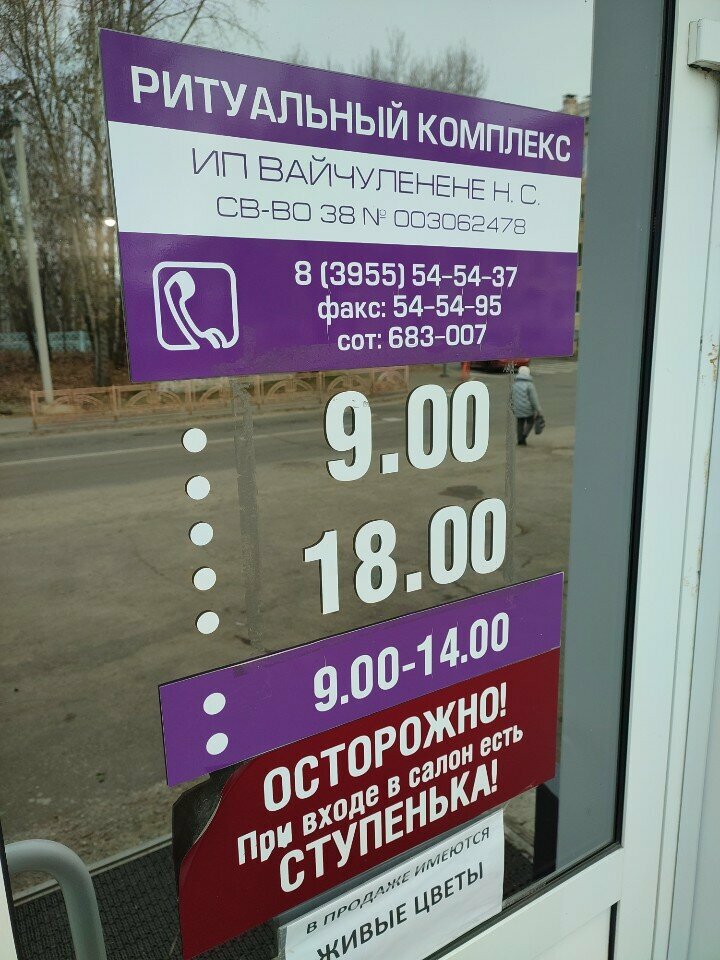 РИТУАЛЬНЫЙ КОМПЛЕКС
ИП ВАЙЧУЛЕНЕНЕ Н. С.
СВ-ВО 38 № 003062478
8 (3955) 54-54-37
факс: 54-54-95
сот: 683-007
9.00
18.00
9.00-14.00
ОСТОРОЖНО!
При входе в салон есть
СТУПЕНЬКА!
В ПРОДАЖЕ ИМЕЮТСЯ
ЖИВЫЕ ЦВЕТЫ